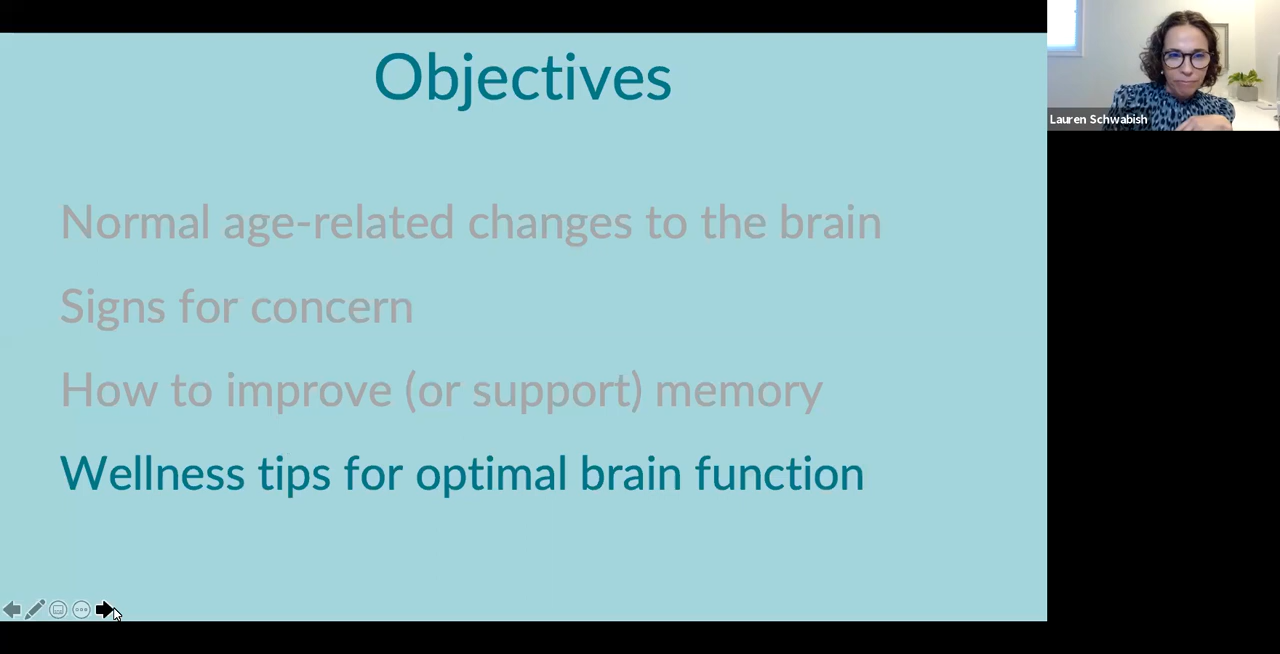 Objectives
Normal age-related changes to the brain
Signs for concern
How to improve (or support) memory
Wellness tips for optimal brain function
Lauren Schwabish